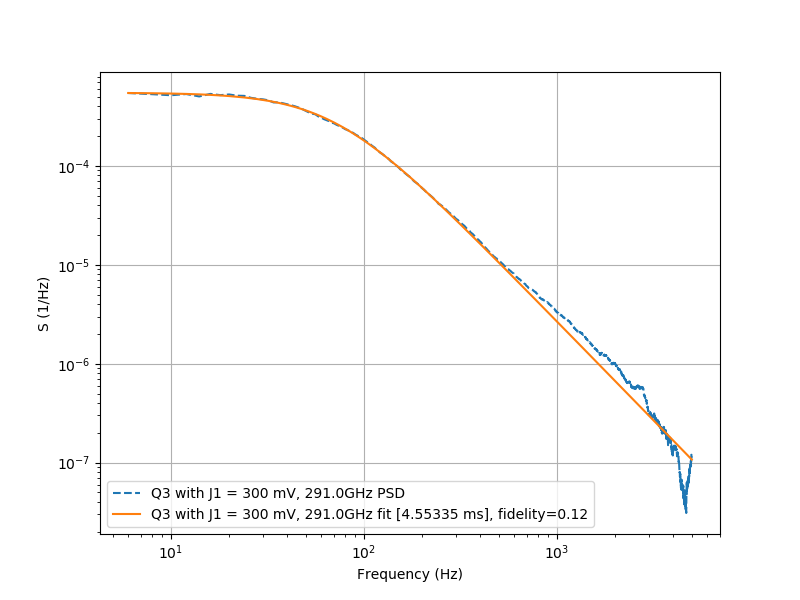 S (1/Hz)
10⁻⁴
10⁻⁵
10⁻⁶
10⁻⁷
Q3 with J1 = 300 mV, 291.0GHz PSD
Q3 with J1 = 300 mV, 291.0GHz fit [4.55335 ms], fidelity=0.12
10¹
10²
10³
Frequency (Hz)